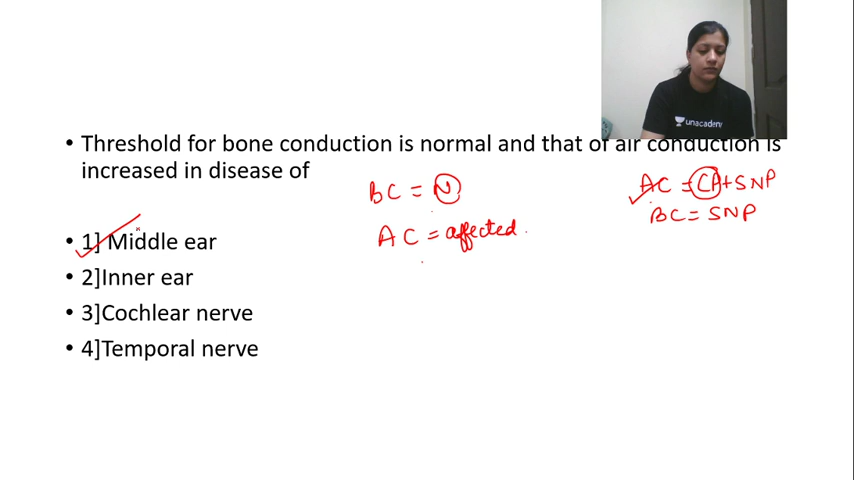 unacademy
• Threshold for bone conduction is normal and that of air conduction is
increased in disease of
BC = N
AC = affected.
AC = CA+SNP
BC = SNP
• 1] Middle ear
• 2]Inner ear
• 3]Cochlear nerve
• 4]Temporal nerve